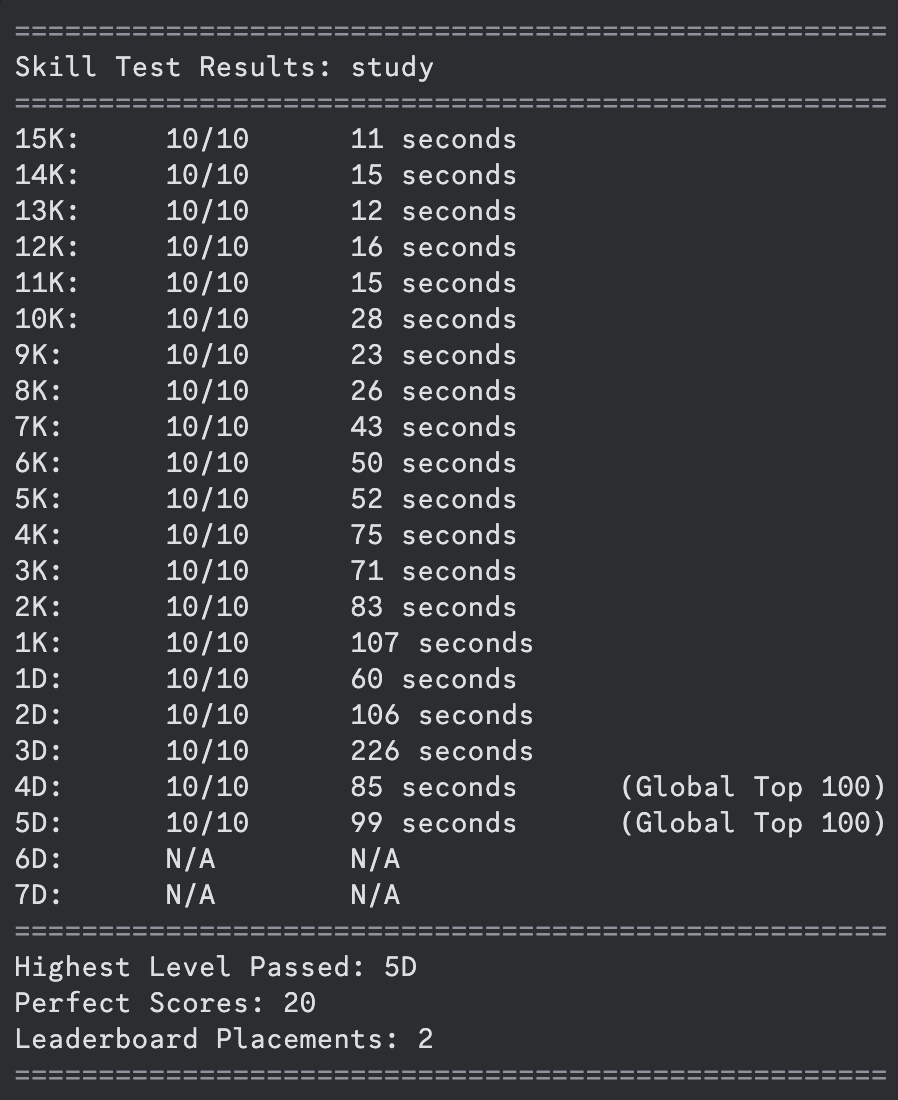 ====================================================
Skill Test Results: study
====================================================
15K:     10/10      11 seconds
14K:     10/10      15 seconds
13K:     10/10      12 seconds
12K:     10/10      16 seconds
11K:     10/10      15 seconds
10K:     10/10      28 seconds
9K:      10/10      23 seconds
8K:      10/10      26 seconds
7K:      10/10      43 seconds
6K:      10/10      50 seconds
5K:      10/10      52 seconds
4K:      10/10      75 seconds
3K:      10/10      71 seconds
2K:      10/10      83 seconds
1K:      10/10      107 seconds
1D:      10/10      60 seconds
2D:      10/10      106 seconds
3D:      10/10      226 seconds
4D:      10/10      85 seconds      (Global Top 100)
5D:      10/10      99 seconds      (Global Top 100)
6D:      N/A        N/A
7D:      N/A        N/A
====================================================
Highest Level Passed: 5D
Perfect Scores: 20
Leaderboard Placements: 2
====================================================